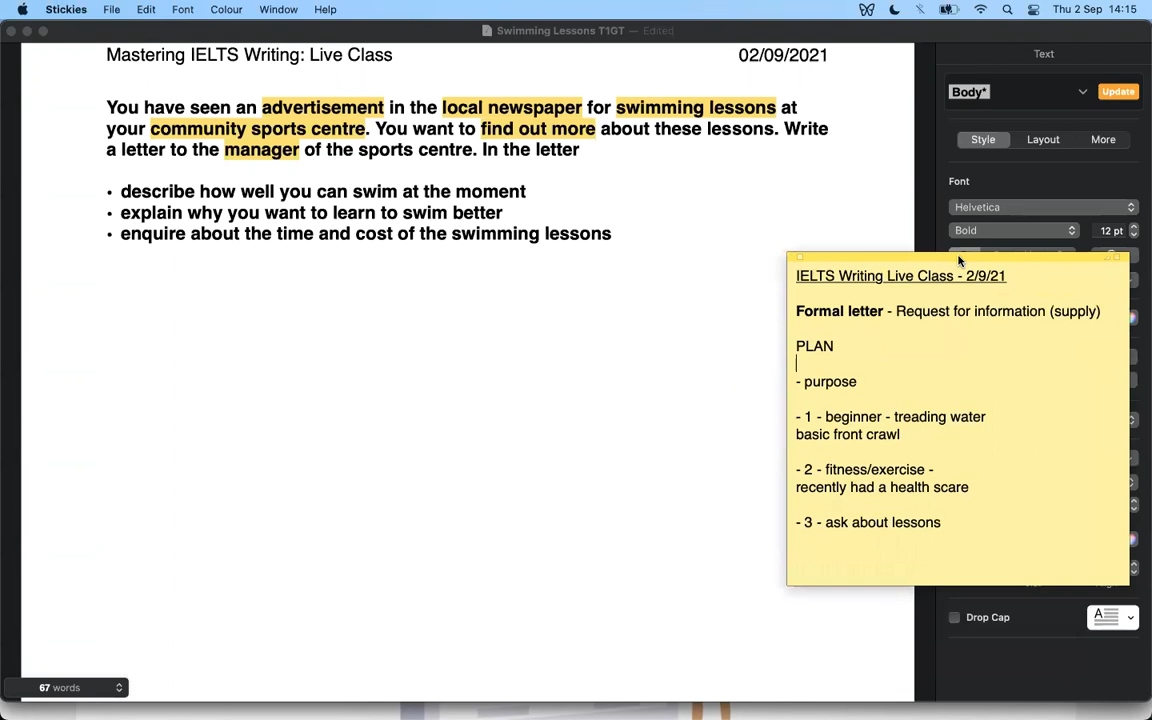 Stickies File Edit Font Colour Window Help Thu 2 Sep 14:15
Swimming Lessons T1GT — Edited
Mastering IELTS Writing: Live Class 02/09/2021
Text
You have seen an advertisement in the local newspaper for swimming lessons at
your community sports centre. You want to find out more about these lessons. Write
a letter to the manager of the sports centre. In the letter
• describe how well you can swim at the moment
• explain why you want to learn to swim better
• enquire about the time and cost of the swimming lessons
Body* Update
Style Layout More
Font
Helvetica
Bold 12 pt
IELTS Writing Live Class - 2/9/21
Formal letter - Request for information (supply)
PLAN
- purpose
- 1 - beginner - treading water
basic front crawl
- 2 - fitness/exercise -
recently had a health scare
- 3 - ask about lessons
Drop Cap
67 words